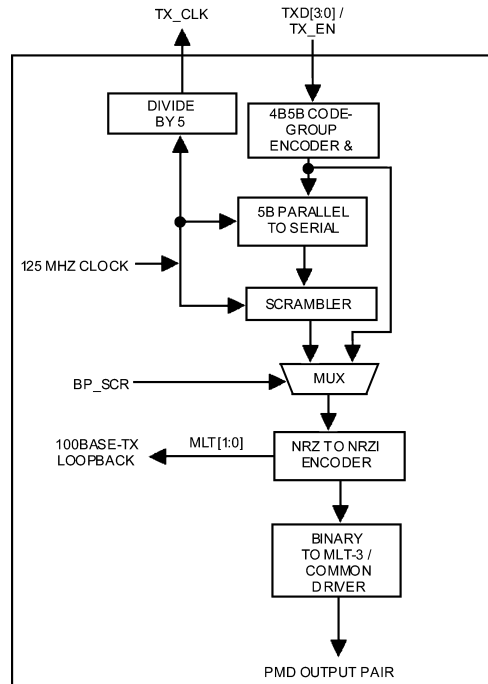 TX_CLK
TXD[3:0] /
TX_EN
DIVIDE
BY 5
4B5B CODE-
GROUP
ENCODER &
5B PARALLEL
TO SERIAL
125 MHZ CLOCK
SCRAMBLER
BP_SCR
MUX
100BASE-TX
LOOPBACK
MLT[1:0]
NRZ TO NRZI
ENCODER
BINARY
TO MLT-3 /
COMMON
DRIVER
PMD OUTPUT PAIR